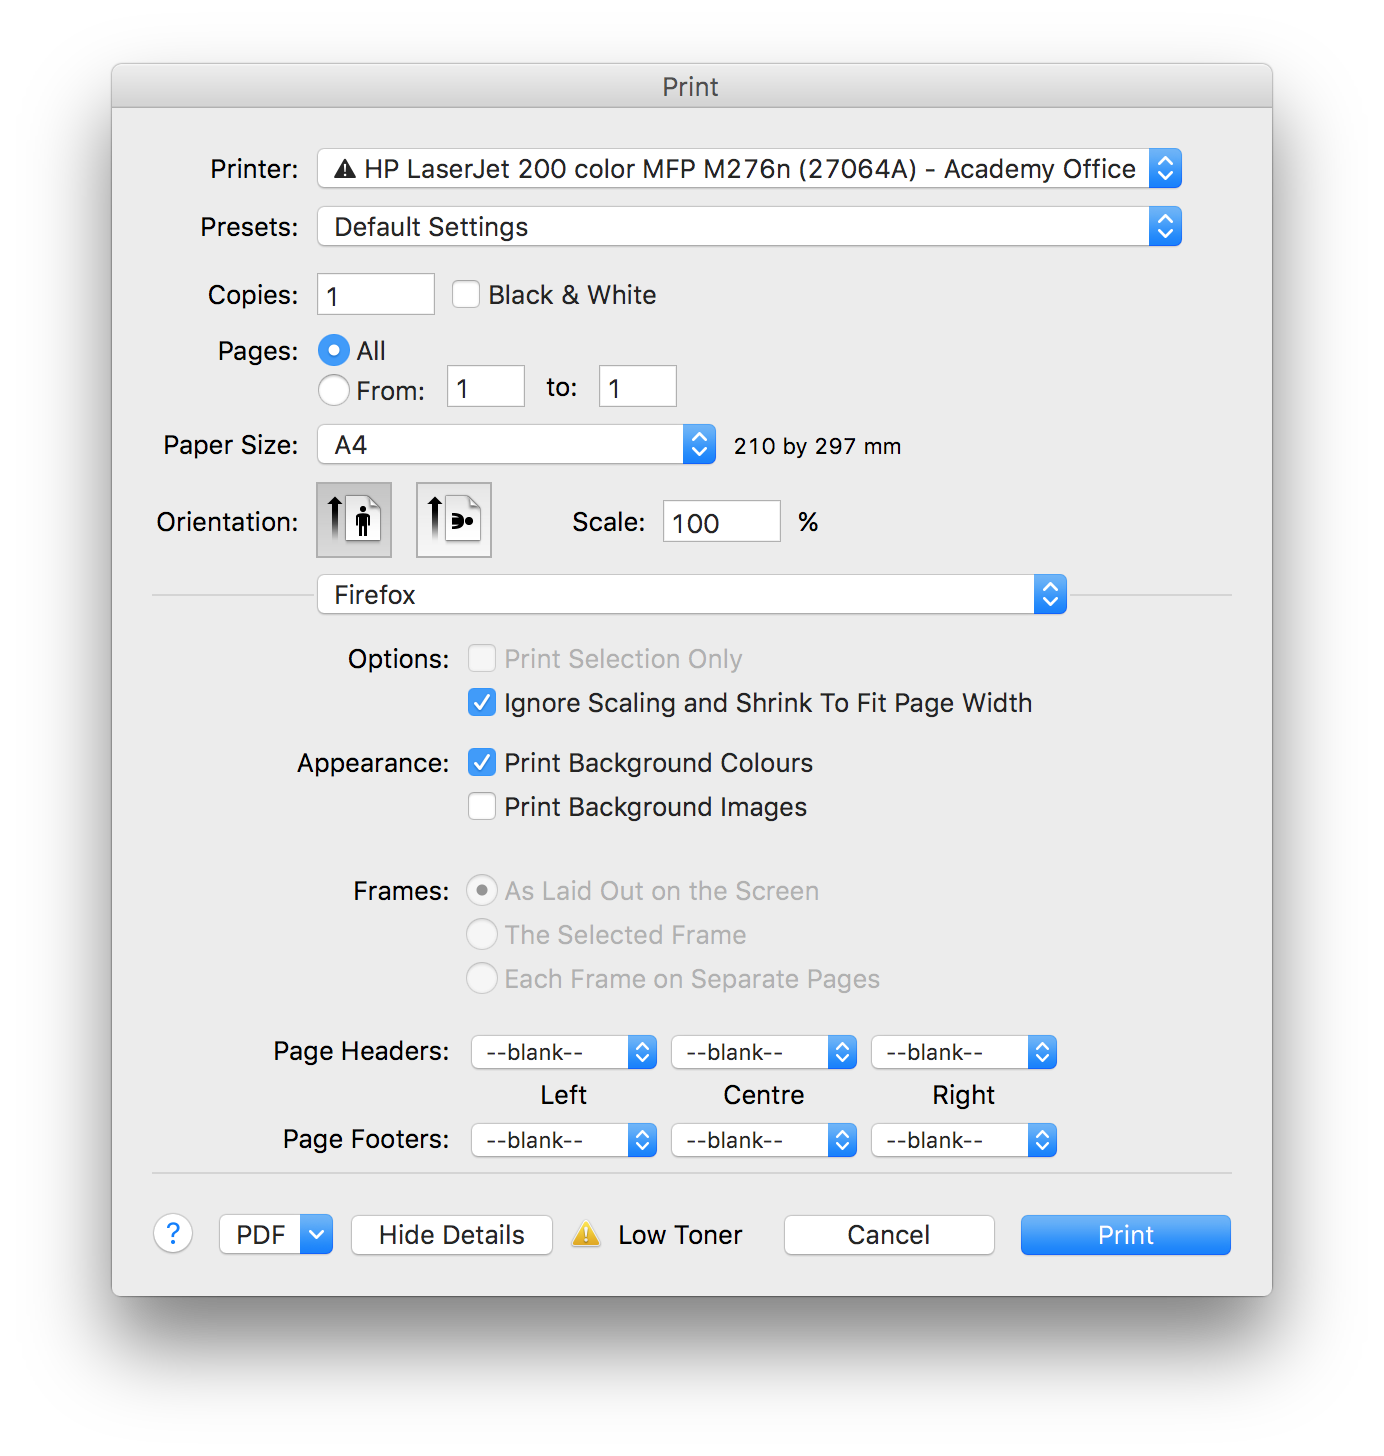 Print
Printer: HP LaserJet 200 color MFP M276n (27064A) - Academy Office
Presets: Default Settings
Copies: 1 Black & White
Pages: All
From: 1 to: 1
Paper Size: A4 210 by 297 mm
Orientation: Scale: 100 %
Firefox
Options: Print Selection Only
Ignore Scaling and Shrink To Fit Page Width
Appearance: Print Background Colours
Print Background Images
Frames: As Laid Out on the Screen
The Selected Frame
Each Frame on Separate Pages
Page Headers: --blank-- --blank-- --blank--
Left Centre Right
Page Footers: --blank-- --blank-- --blank--
? PDF Hide Details Low Toner Cancel Print